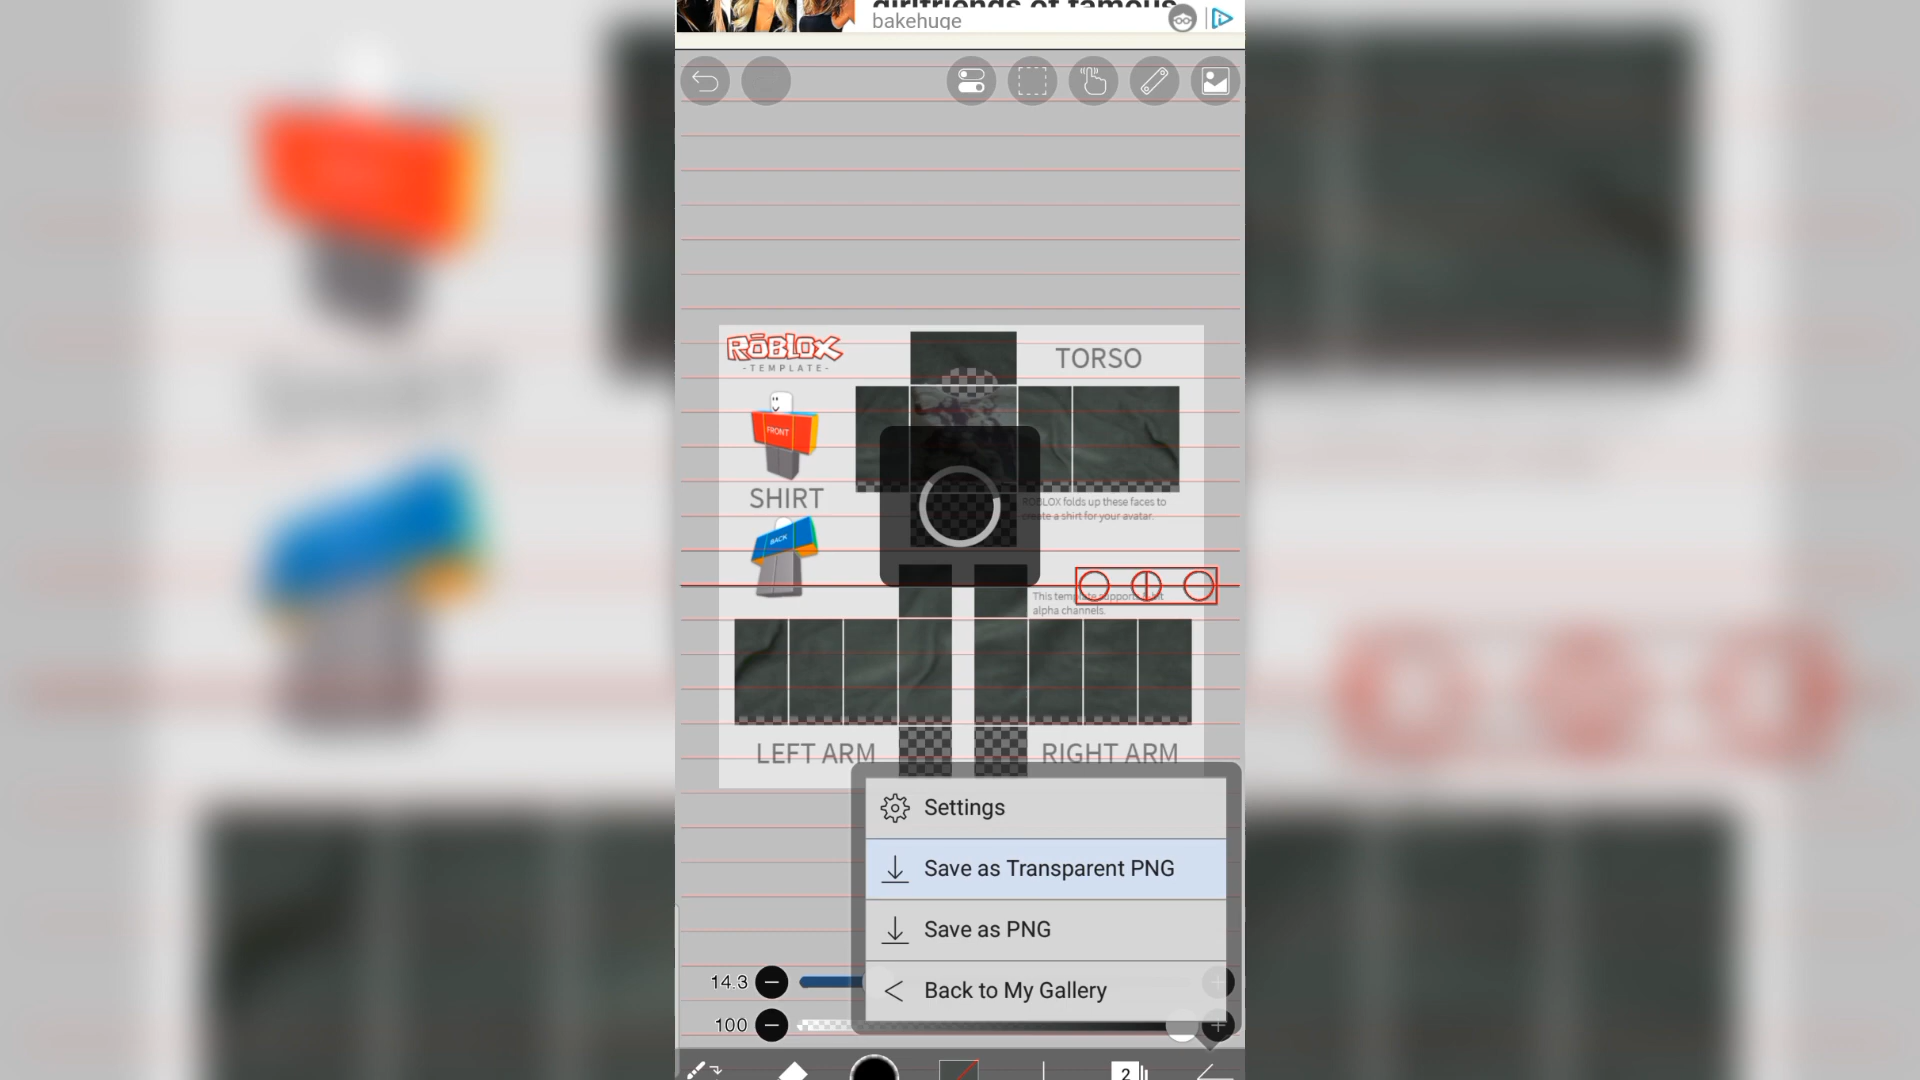 bakehuge
ROBLOX
-TEMPLATE-
TORSO
FRONT
SHIRT
ROBLOX folds up these faces to
create a shirt for your avatar.
BACK
This template supports
alpha channels.
LEFT ARM
RIGHT ARM
Settings
Save as Transparent PNG
Save as PNG
Back to My Gallery
14.3
100
2